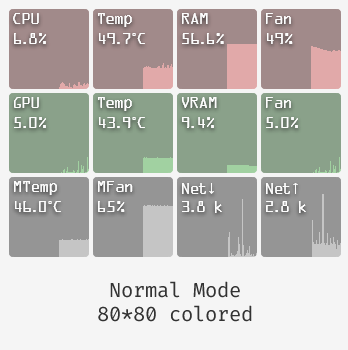 CPU
6.8%
Temp
49.7°C
RAM
56.6%
Fan
49%
GPU
5.0%
Temp
43.9°C
VRAM
9.4%
Fan
5.0%
MTemp
46.0°C
MFan
65%
Net↓
3.8 k
Net↑
2.8 k
Normal Mode
80*80 colored